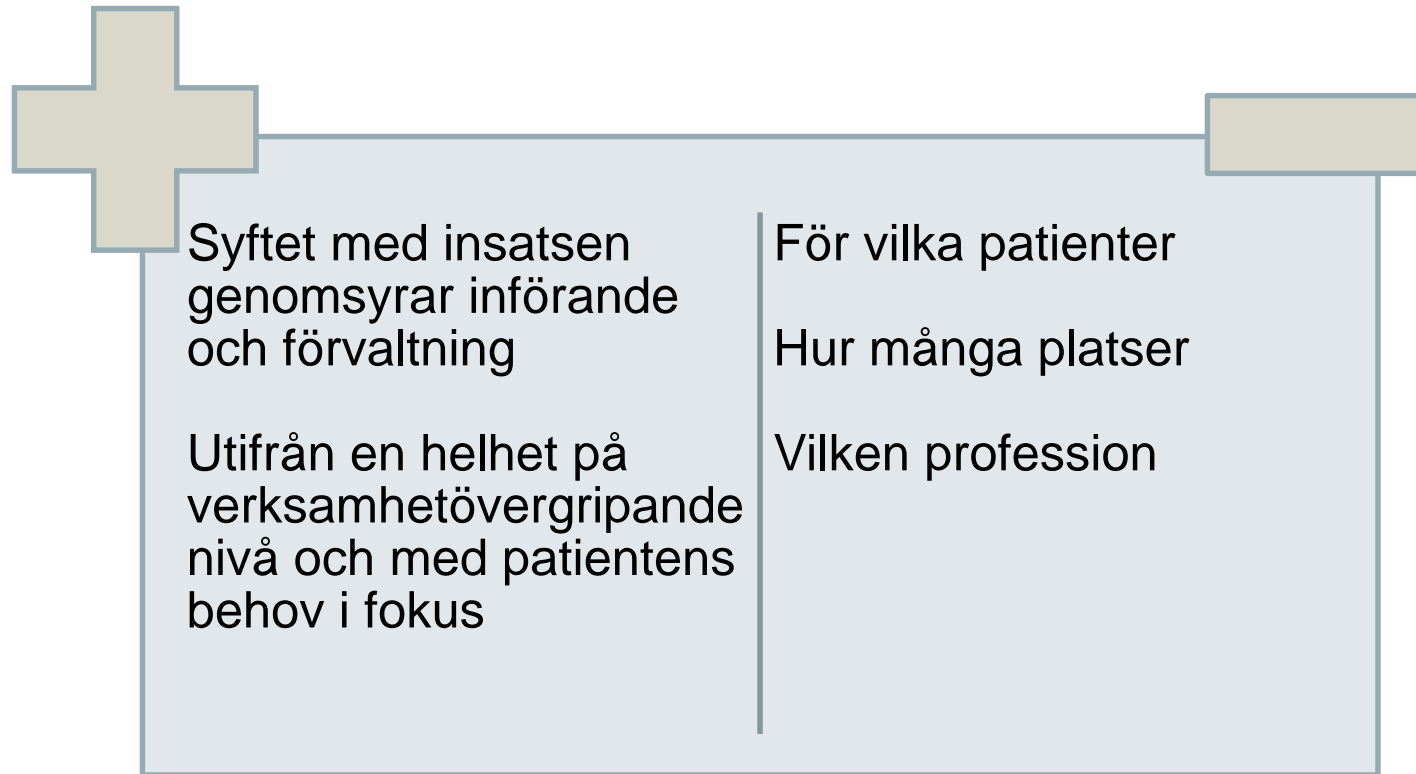 Syftet med insatsen
genomsyrar införande
och förvaltning
Utifrån en helhet på
verksamhetövergripande
nivå och med patientens
behov i fokus
För vilka patienter
Hur många platser
Vilken profession